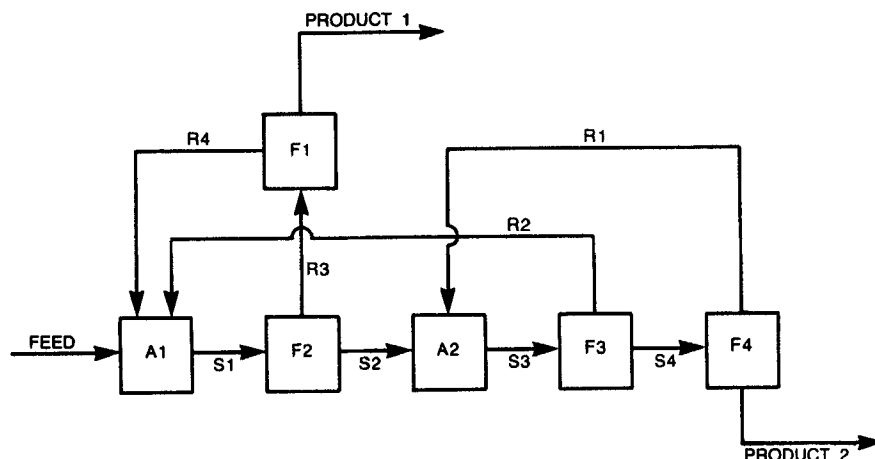 PRODUCT 1
R4
F1
R1
R2
R3
FEED
A1
S1
F2
S2
A2
S3
F3
S4
F4
PRODUCT 2